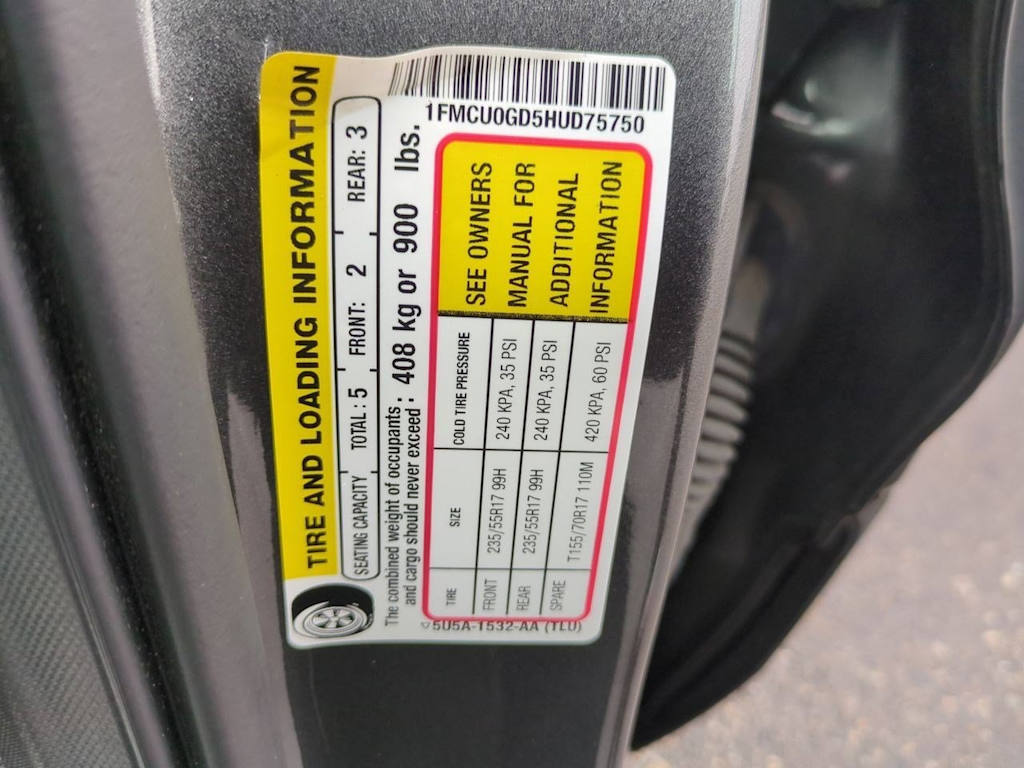 TIRE AND LOADING INFORMATION
SEATING CAPACITY TOTAL: 5 FRONT: 2 REAR: 3
The combined weight of occupants and cargo should never exceed: 408 kg or 900 lbs.
TIRE SIZE COLD TIRE PRESSURE
FRONT 235/55R17 99H 240 KPA, 35 PSI
REAR 235/55R17 99H 240 KPA, 35 PSI
SPARE T155/70R17 110M 420 KPA, 60 PSI
SEE OWNERS
MANUAL FOR
ADDITIONAL
INFORMATION
5U5A-1532-AA (TLU)
1FMCU0GD5HUD75750